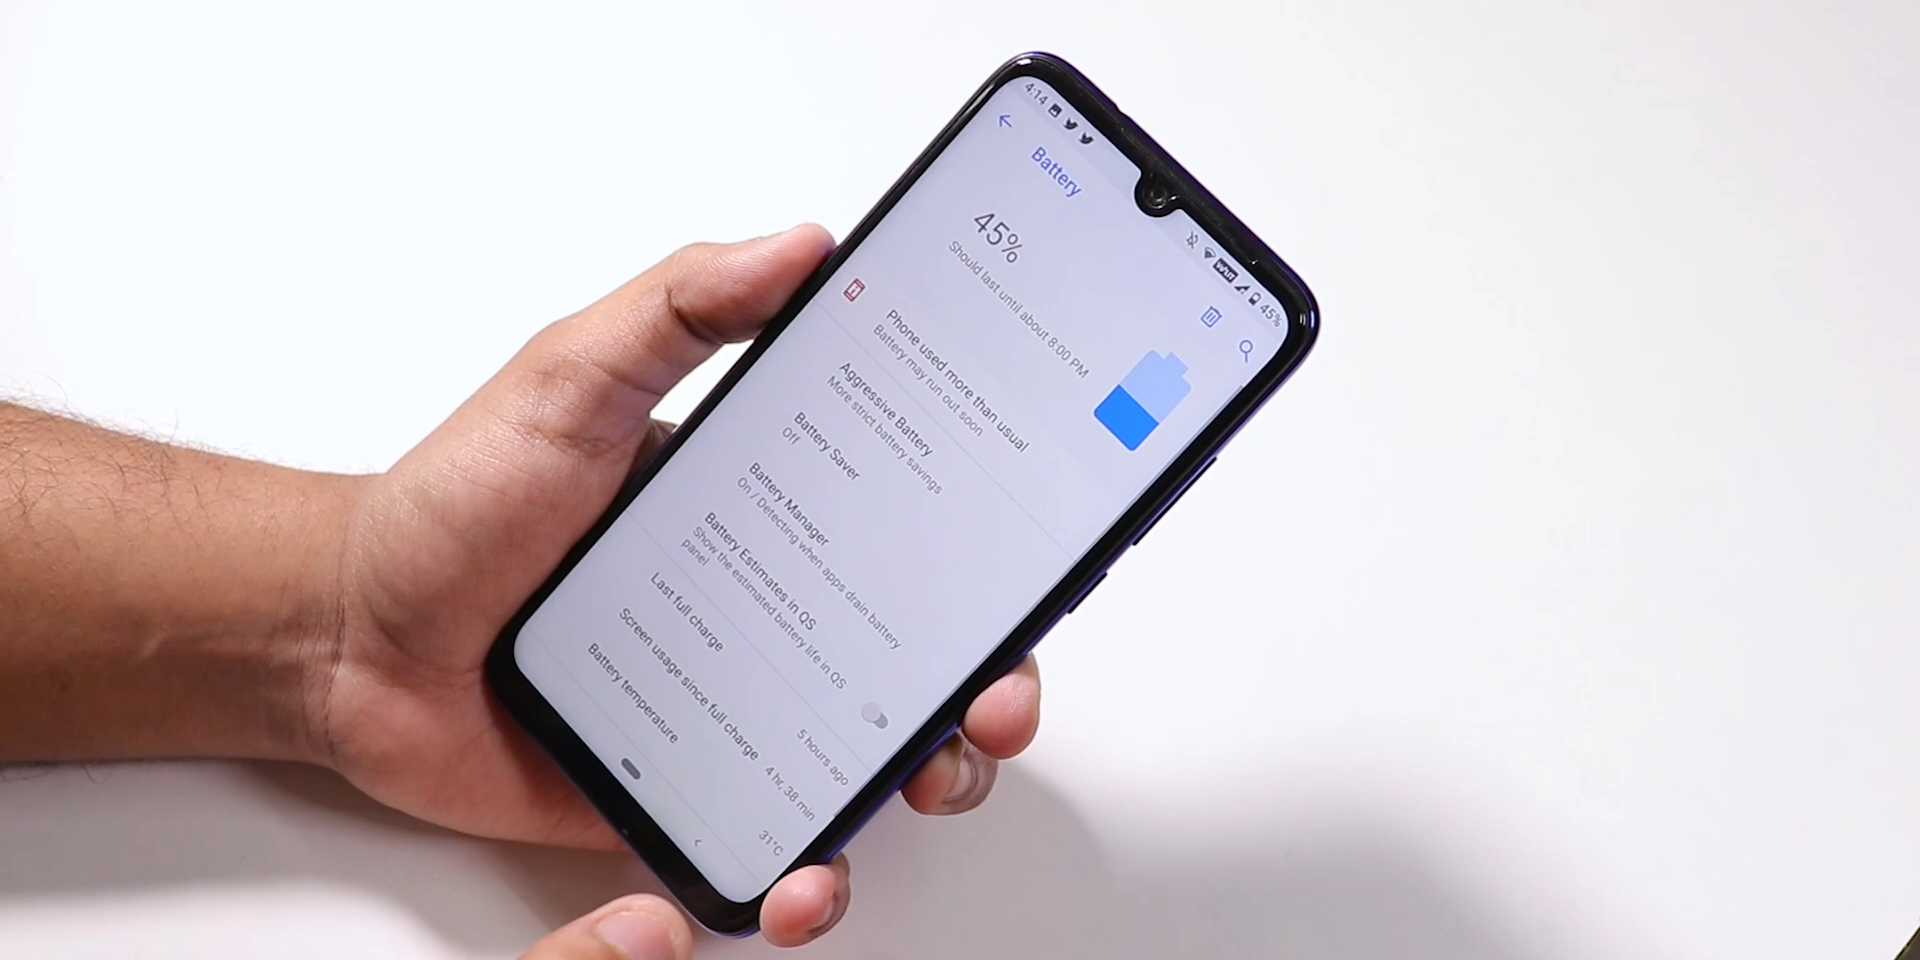 4:14
45%
Battery
45%
Should last until about 8:00 PM
Phone used more than usual
Battery may run out soon
Aggressive Battery
More strict battery savings
Battery Saver
Off
Battery Manager
On / Detecting when apps drain battery
Battery Estimates in QS
Show the estimated battery life in QS
panel
Last full charge
5 hours ago
Screen usage since full charge
4 hr, 38 min
Battery temperature
31°C